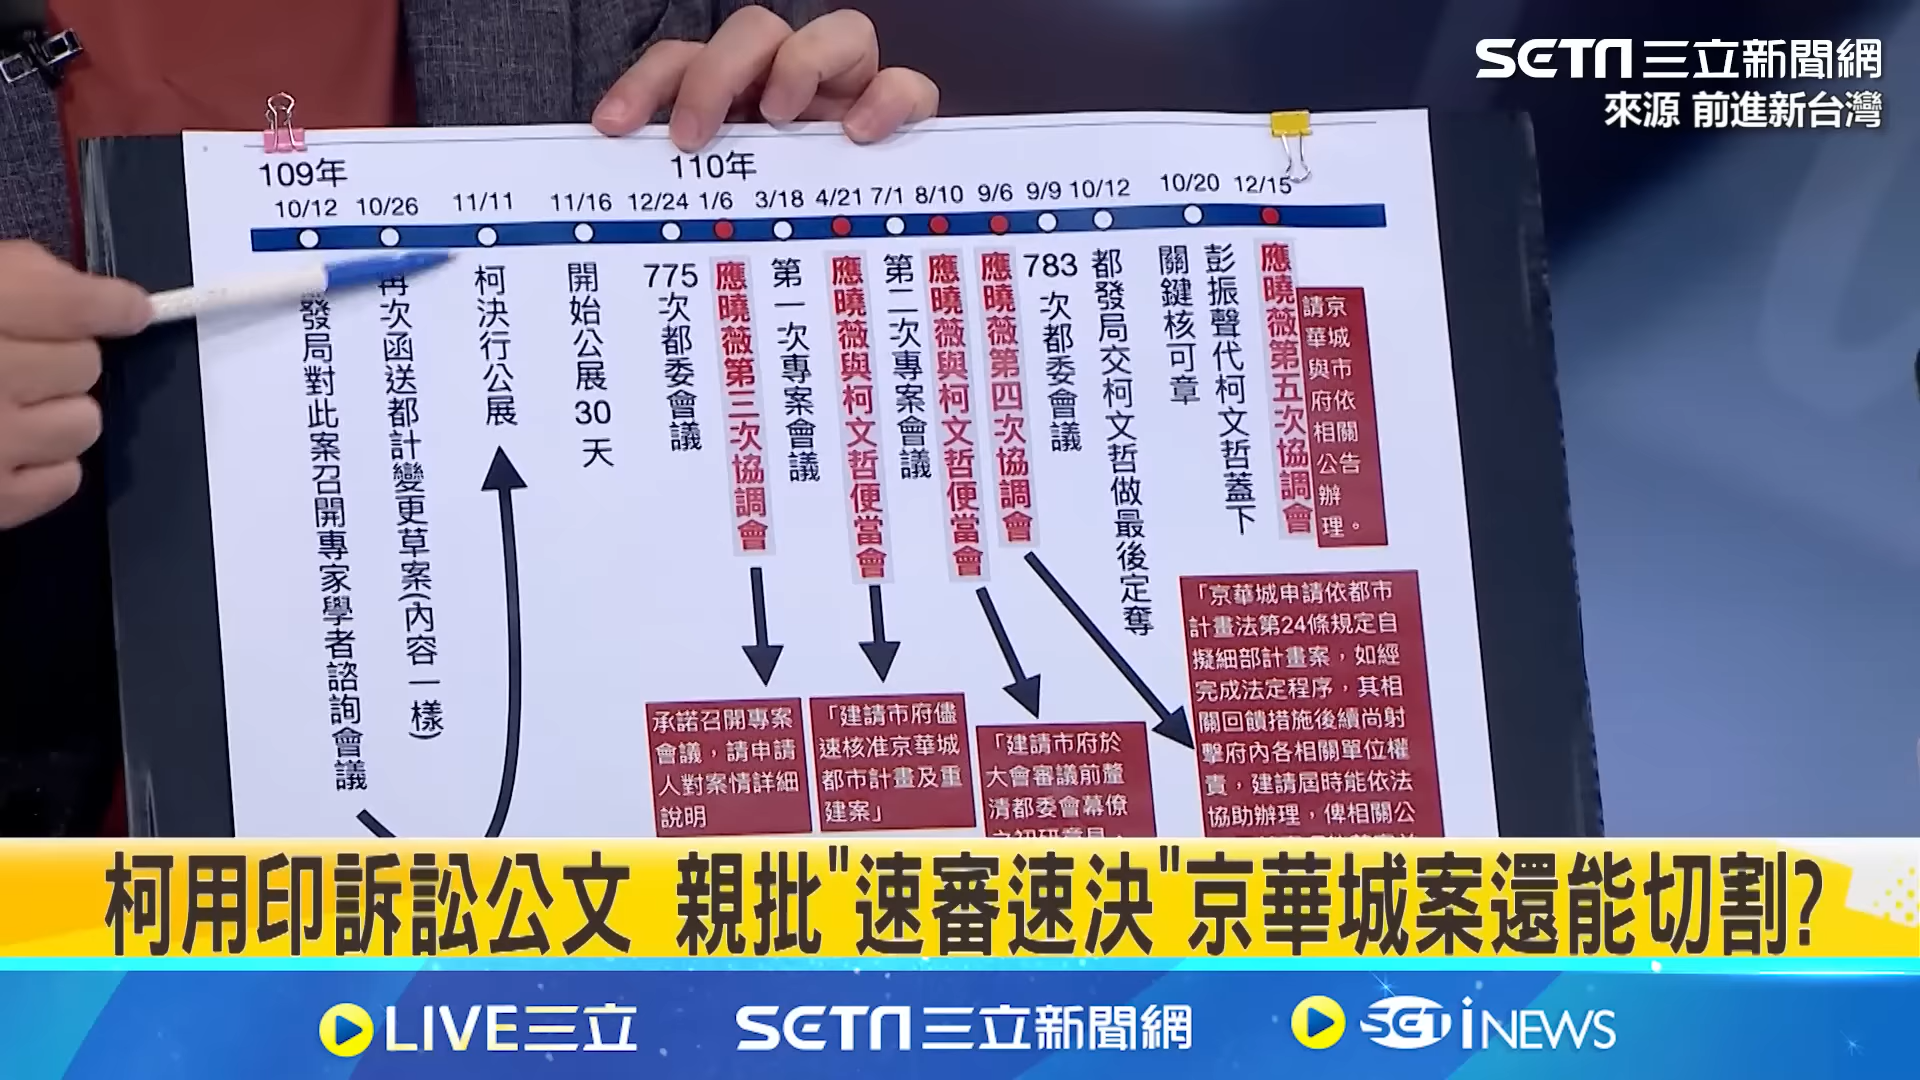 SETN三立新聞網
來源 前進新台灣
109年
110年
10/12
10/26
11/11
11/16
12/24
1/6
3/18
4/21
7/1
8/10
9/6
9/9
10/12
10/20
12/15
發局對此案召開專家學者諮詢會議
再次函送都計變更草案(內容一樣)
柯決行公展
開始公展30天
775次都委會議
應曉薇第三次協調會
第一次專案會議
應曉薇與柯文哲便當會
第二次專案會議
應曉薇與柯文哲便當會
應曉薇第四次協調會
783次都委會議
都發局交柯文哲做最後定奪
關鍵核可章
彭振聲代柯文哲蓋下
應曉薇第五次協調會
請京
華城
與市
府依
相關
公告
辦
理。
承諾召開專案
會議，請申請
人對案情詳細
說明
「建請市府儘
速核准京華城
都市計畫及重
建案」
「建請市府於
大會審議前釐
清都委會幕僚
之初研意見，
「京華城申請依都市
計畫法第24條規定自
擬細部計畫案，如經
完成法定程序，其相
關回饋措施後續尚射
擊府內各相關單位權
責，建請屆時能依法
協助辦理，俾相關公
柯用印訴訟公文 親批"速審速決"京華城案還能切割?
LIVE三立
SETN三立新聞網
SETiNEWS